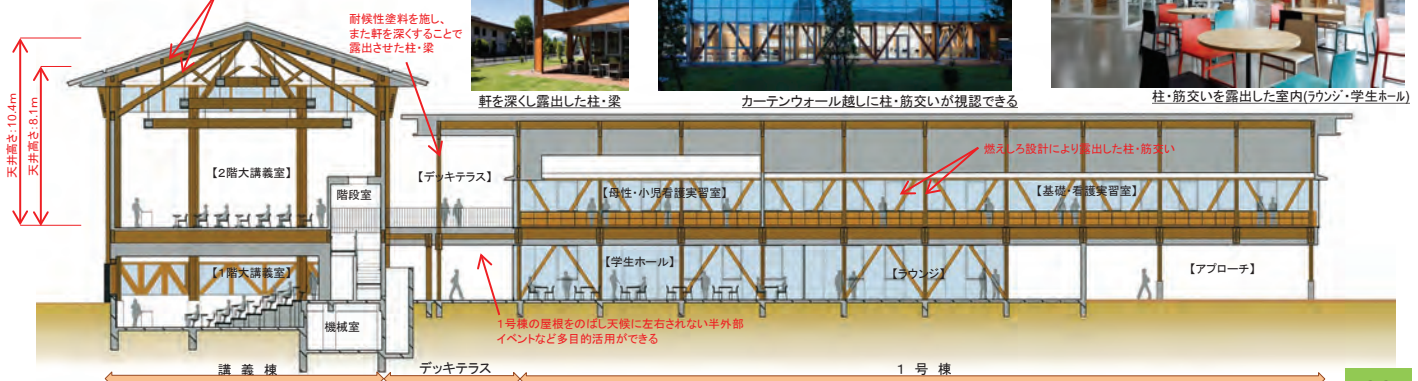 耐候性塗料を施し、
また軒を深くすることで
露出させた柱・梁
軒を深くし露出した柱・梁
カーテンウォール越しに柱・筋交いが視認できる
柱・筋交いを露出した室内(ラウンジ・学生ホール)
天井高さ:10.4m
天井高さ:8.1m
燃えしろ設計により露出した柱・筋交い
【2階大講義室】
階段室
【デッキテラス】
【母性・小児看護実習室】
【基礎・看護実習室】
【1階大講義室】
【学生ホール】
【ラウンジ】
【アプローチ】
機械室
1号棟の屋根をのばし天候に左右されない半外部
イベントなど多目的活用ができる
講義棟
デッキテラス
1号棟